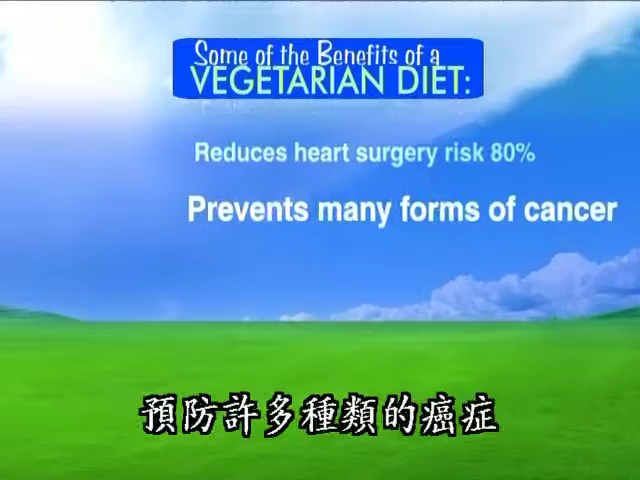 Some of the Benefits of a
VEGETARIAN DIET:
Reduces heart surgery risk 80%
Prevents many forms of cancer
預防許多種類的癌症